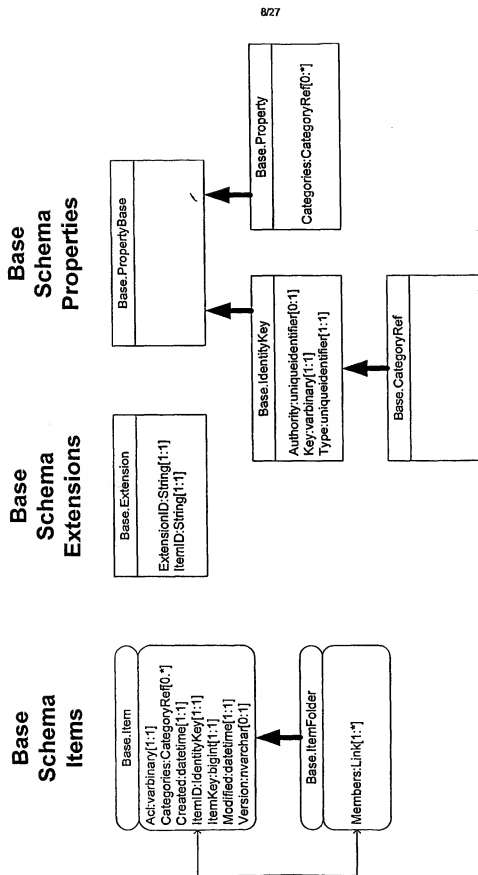 8/27
Base
Schema
Items
Base
Schema
Extensions
Base
Schema
Properties
Base.Item
Acl:varbinary[1:1]
Categories:CategoryRef[0.*]
Created:datetime[1:1]
ItemID:IdentityKey[1:1]
ItemKey:bigint[1:1]
Modified:datetime[1:1]
Version:nvarchar[0:1]
Base.ItemFolder
Members:Link[1:*]
Base.Extension
ExtensionID:String[1:1]
ItemID:String[1:1]
Base.PropertyBase
Base.IdentityKey
Authority:uniqueidentifier[0:1]
Key:varbinary[1:1]
Type:uniqueidentifier[1:1]
Base.Property
Categories:CategoryRef[0:*]
Base.CategoryRef